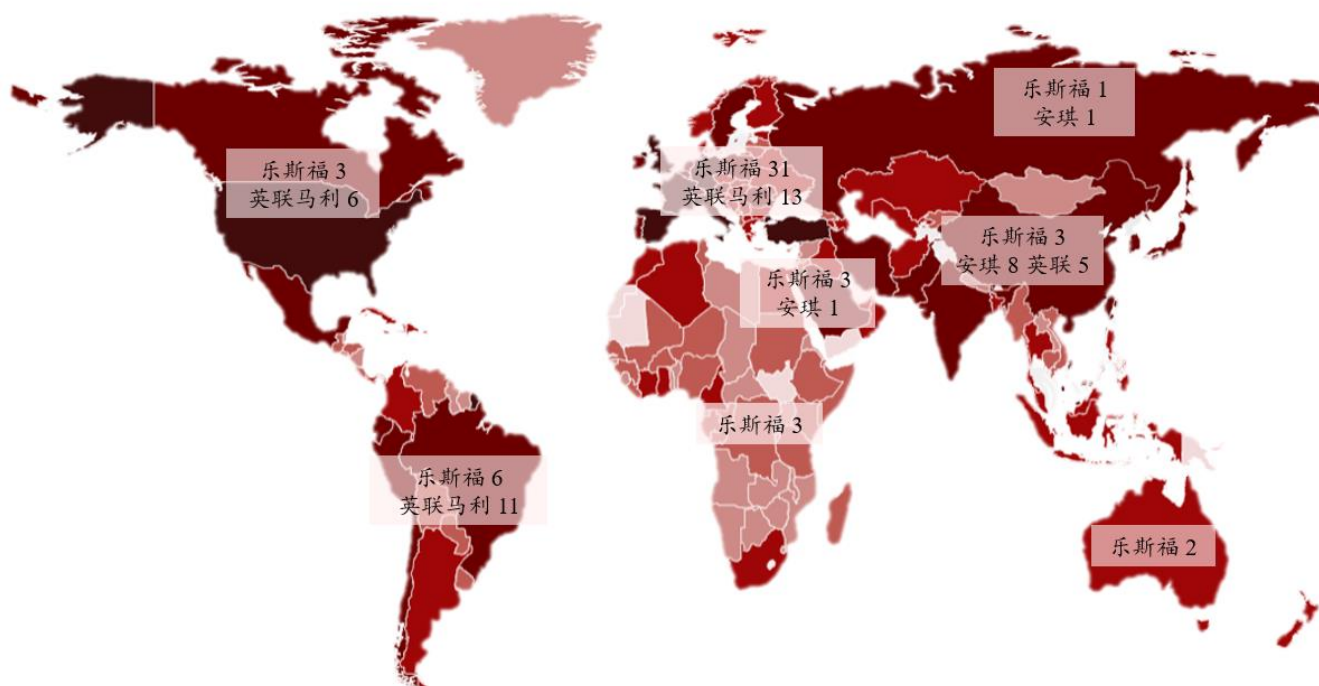 乐斯福 1
安琪 1
乐斯福 3
英联马利 6
乐斯福 31
英联马利 13
乐斯福 3
安琪 8 英联 5
乐斯福 3
安琪 1
乐斯福 3
乐斯福 6
英联马利 11
乐斯福 2